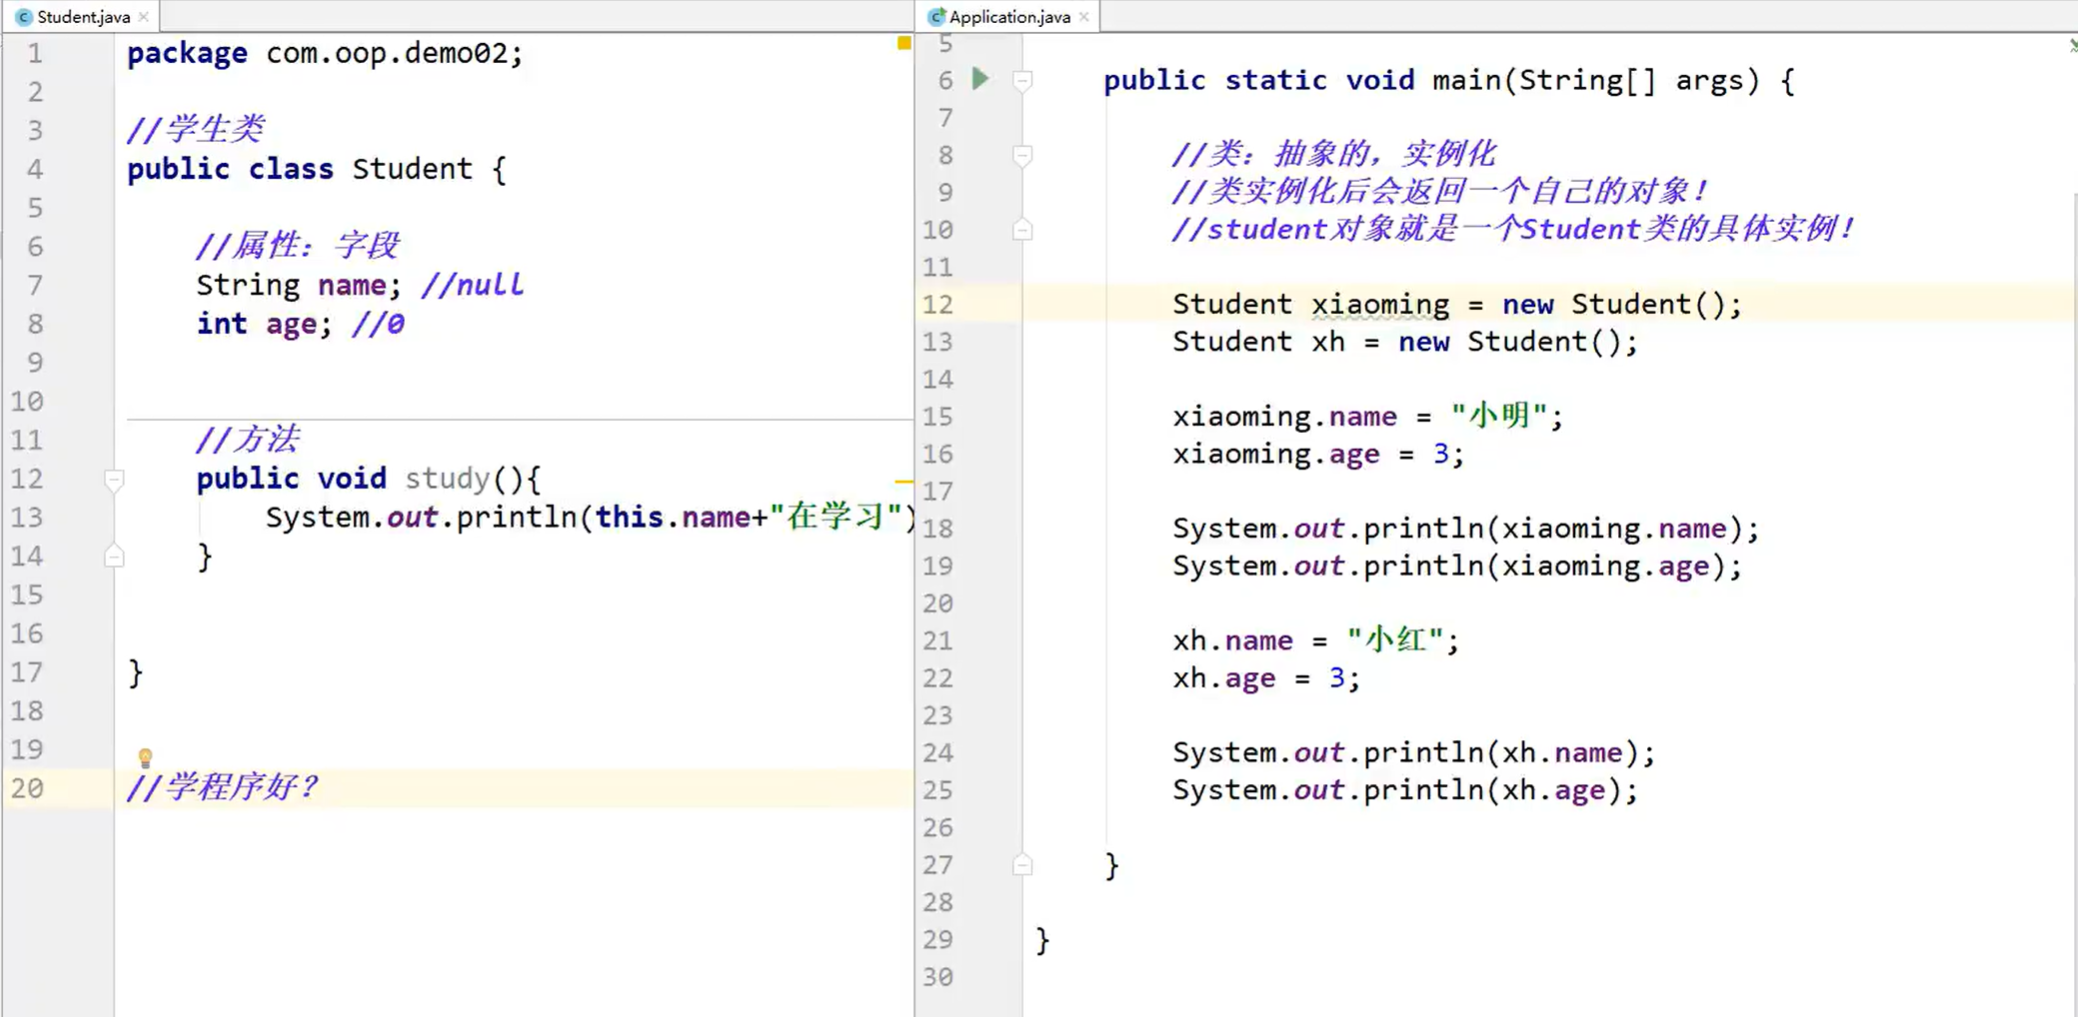 Student.java
1 package com.oop.demo02;
2
3 //学生类
4 public class Student {
5
6 //属性：字段
7 String name; //null
8 int age; //0
9
10
11 //方法
12 public void study(){
13 System.out.println(this.name+"在学习")
14 }
15
16
17 }
18
19
20 //学程序好？
Application.java
5
6 public static void main(String[] args) {
7
8 //类：抽象的，实例化
9 //类实例化后会返回一个自己的对象！
10 //student对象就是一个Student类的具体实例！
11
12 Student xiaoming = new Student();
13 Student xh = new Student();
14
15 xiaoming.name = "小明";
16 xiaoming.age = 3;
17
18 System.out.println(xiaoming.name);
19 System.out.println(xiaoming.age);
20
21 xh.name = "小红";
22 xh.age = 3;
23
24 System.out.println(xh.name);
25 System.out.println(xh.age);
26
27 }
28
29 }
30